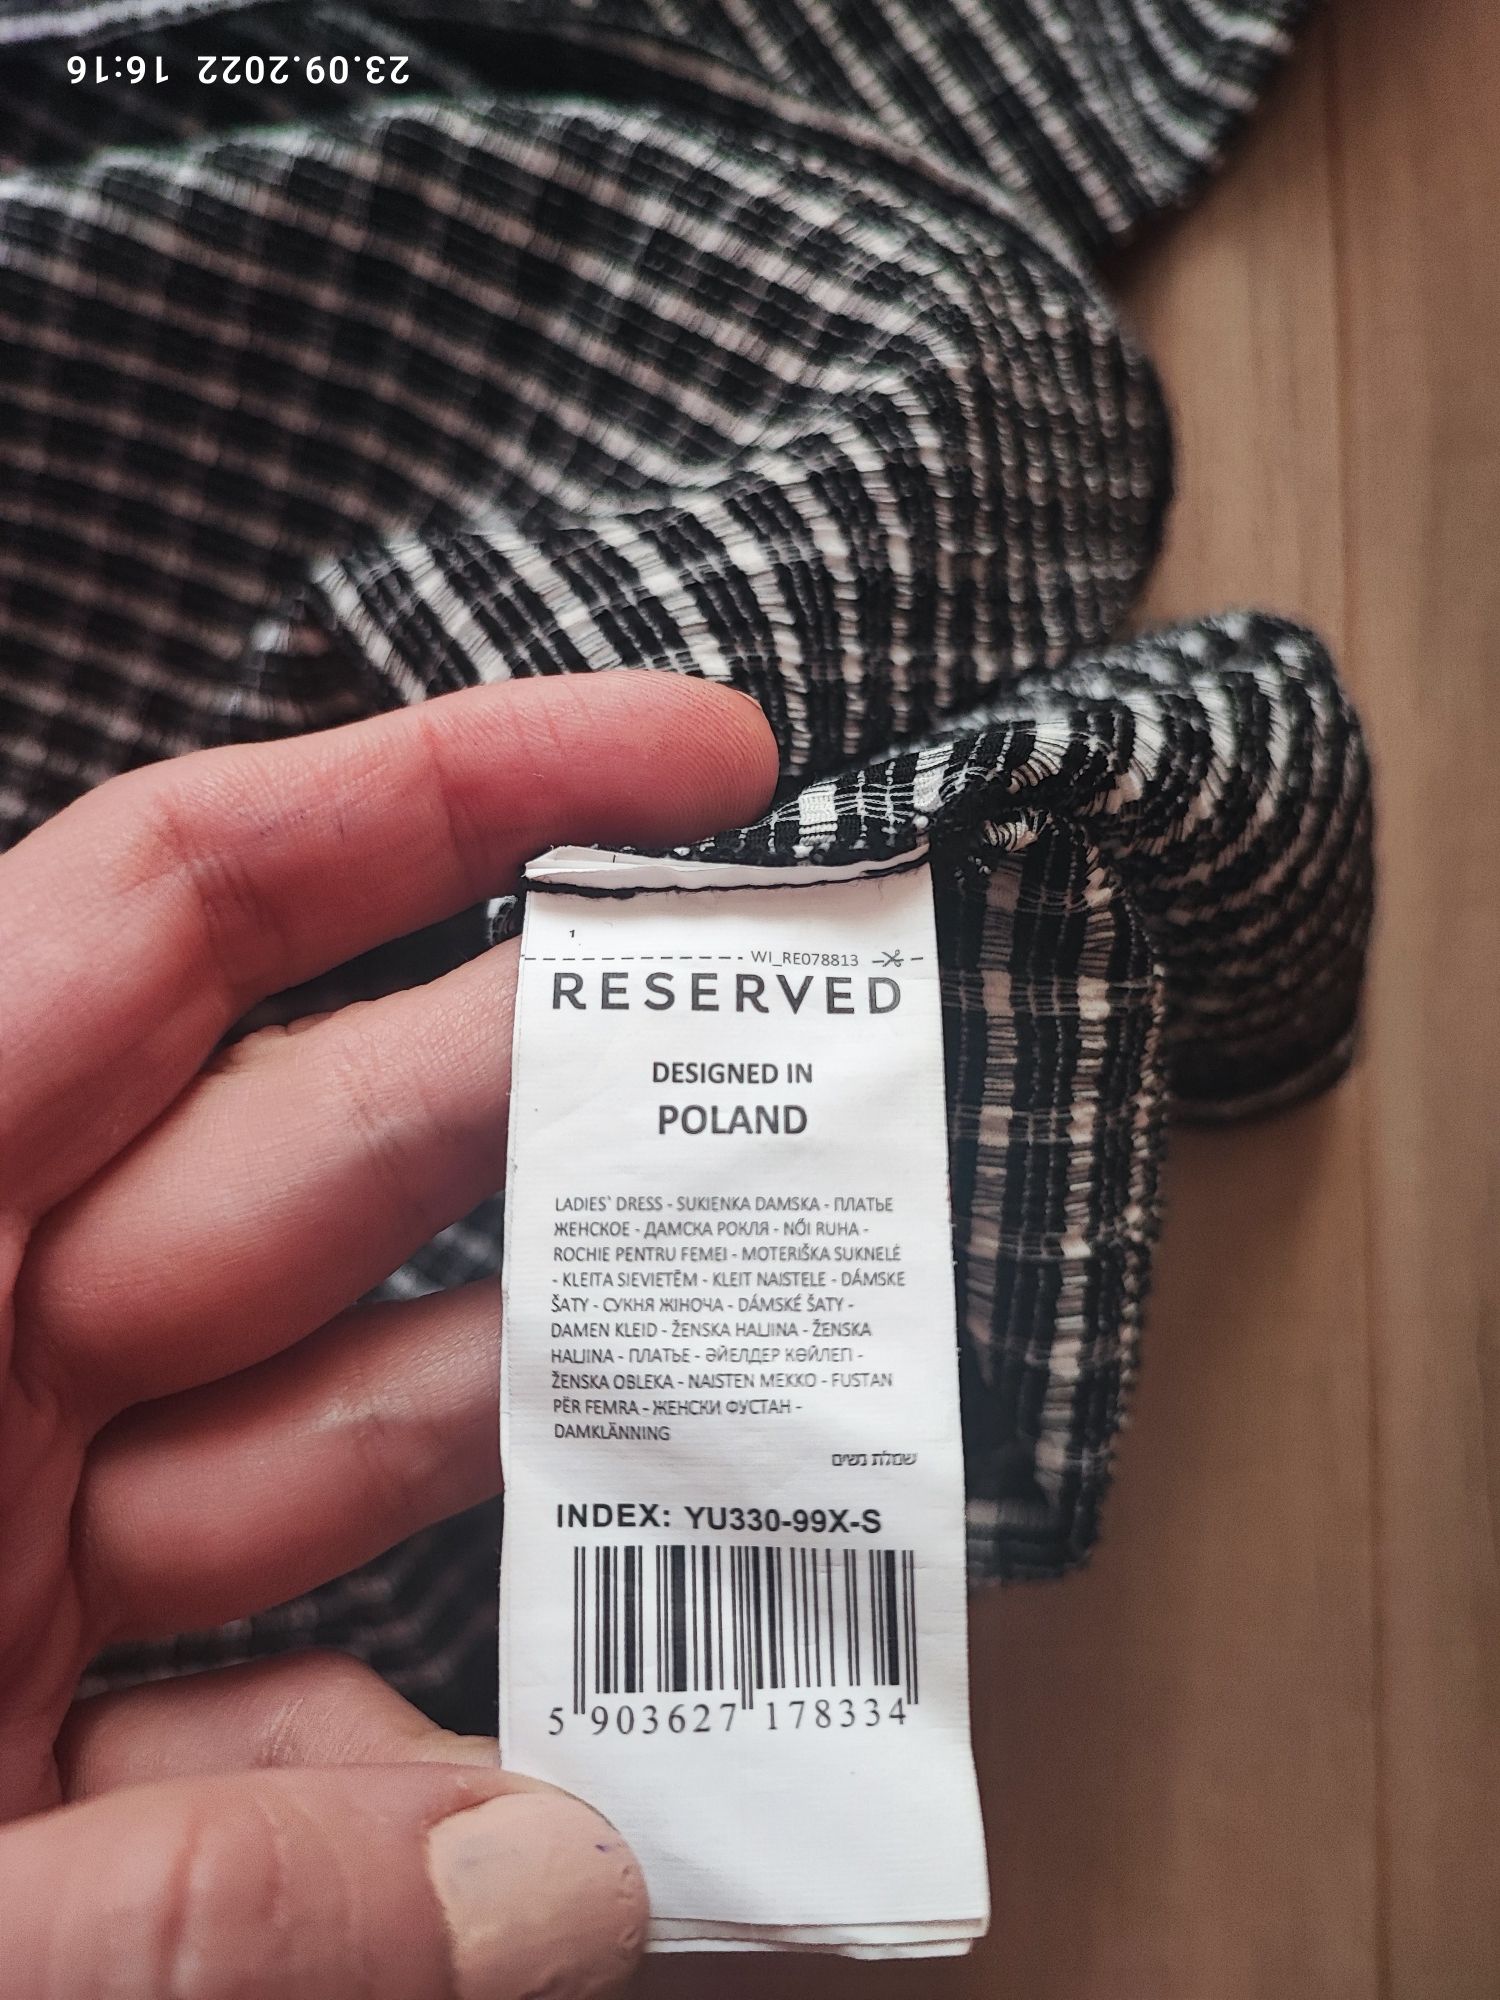 23.09.2022 16:16
1
WI_RE078813
RESERVED
DESIGNED IN
POLAND
LADIES` DRESS - SUKIENKA DAMSKA - ПЛАТЬЕ
ЖЕНСКОЕ - ДАМСКА РОКЛЯ - NŐI RUHA -
ROCHIE PENTRU FEMEI - MOTERIŠKA SUKNELĖ
- KLEITA SIEVIETĒM - KLEIT NAISTELE - DÁMSKE
ŠATY - СУКНЯ ЖІНОЧА - DÁMSKÉ ŠATY -
DAMEN KLEID - ŽENSKA HALJINA - ŽENSKA
HALJINA - ПЛАТЬЕ - ӘЙЕЛДЕР КӨЙЛЕГІ -
ŽENSKA OBLEKA - NAISTEN MEKKO - FUSTAN
PËR FEMRA - ЖЕНСКИ ФУСТАН -
DAMKLÄNNING
שמלת נשים
INDEX: YU330-99X-S
5 903627 178334